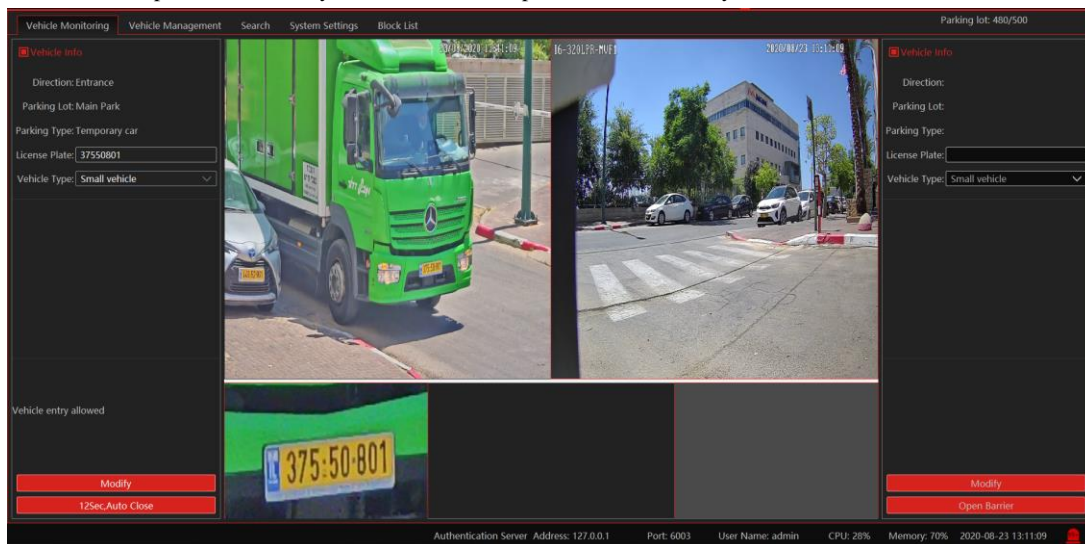 Vehicle Monitoring Vehicle Management Search System Settings Block List
Parking lot: 480/500
Vehicle Info
Direction: Entrance
Parking Lot: Main Park
Parking Type: Temporary car
License Plate: 37550801
Vehicle Type: Small vehicle
Vehicle entry allowed
Modify
12Sec,Auto Close
16-320LPR-MVF1
2020/08/23 13:11:09
375-50-801
Vehicle Info
Direction:
Parking Lot:
Parking Type:
License Plate:
Vehicle Type: Small vehicle
Modify
Open Barrier
Authentication Server Address: 127.0.0.1 Port: 6003 User Name: admin CPU: 28% Memory: 70% 2020-08-23 13:11:09